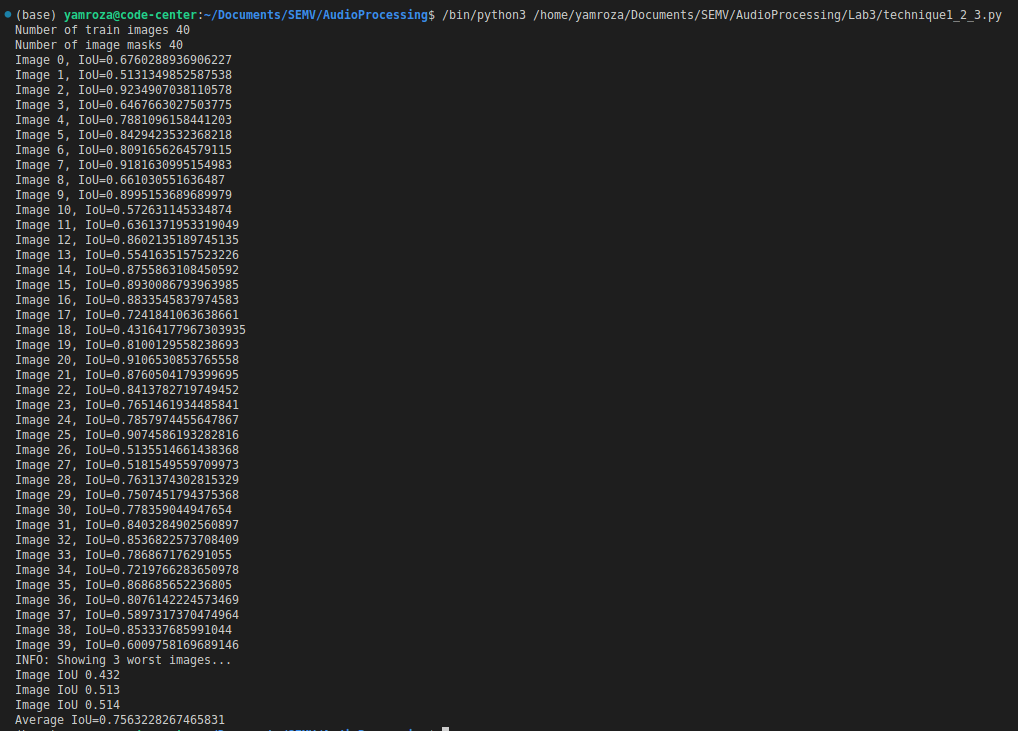 (base) yamroza@code-center:~/Documents/SEMV/AudioProcessing$ /bin/python3 /home/yamroza/Documents/SEMV/AudioProcessing/Lab3/technique1_2_3.py
Number of train images 40
Number of image masks 40
Image 0, IoU=0.6760288936906227
Image 1, IoU=0.5131349852587538
Image 2, IoU=0.9234907038110578
Image 3, IoU=0.6467663027503775
Image 4, IoU=0.7881096158441203
Image 5, IoU=0.8429423532368218
Image 6, IoU=0.8091656264579115
Image 7, IoU=0.9181630995154983
Image 8, IoU=0.661030551636487
Image 9, IoU=0.8995153689689979
Image 10, IoU=0.572631145334874
Image 11, IoU=0.6361371953319049
Image 12, IoU=0.8602135189745135
Image 13, IoU=0.5541635157523226
Image 14, IoU=0.8755863108450592
Image 15, IoU=0.8930086793963985
Image 16, IoU=0.8833545837974583
Image 17, IoU=0.7241841063638661
Image 18, IoU=0.43164177967303935
Image 19, IoU=0.8100129558238693
Image 20, IoU=0.9106530853765558
Image 21, IoU=0.8760504179399695
Image 22, IoU=0.8413782719749452
Image 23, IoU=0.7651461934485841
Image 24, IoU=0.7857974455647867
Image 25, IoU=0.9074586193282816
Image 26, IoU=0.5135514661438368
Image 27, IoU=0.5181549559709973
Image 28, IoU=0.7631374302815329
Image 29, IoU=0.7507451794375368
Image 30, IoU=0.778359044947654
Image 31, IoU=0.8403284902560897
Image 32, IoU=0.8536822573708409
Image 33, IoU=0.786867176291055
Image 34, IoU=0.7219766283650978
Image 35, IoU=0.868685652236805
Image 36, IoU=0.8076142224573469
Image 37, IoU=0.5897317370474964
Image 38, IoU=0.853337685991044
Image 39, IoU=0.6009758169689146
INFO: Showing 3 worst images...
Image IoU 0.432
Image IoU 0.513
Image IoU 0.514
Average IoU=0.7563228267465831